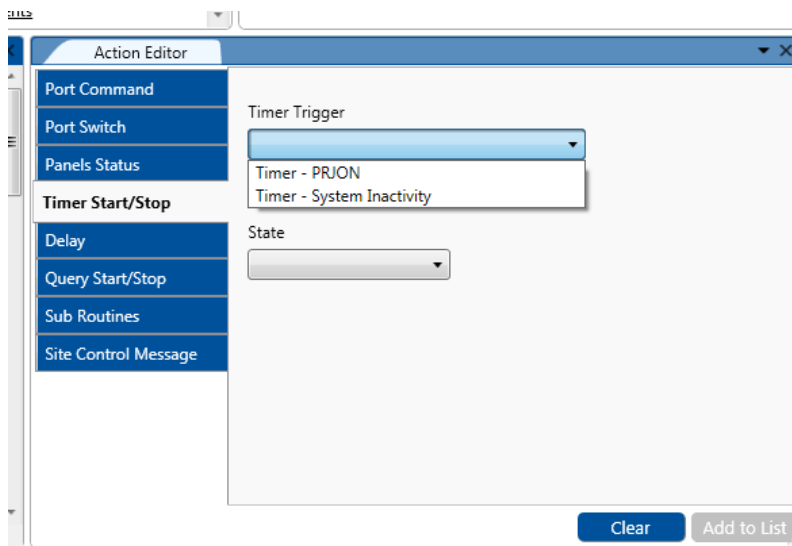 Action Editor
Port Command
Port Switch
Panels Status
Timer Start/Stop
Delay
Query Start/Stop
Sub Routines
Site Control Message
Timer Trigger
Timer - PRJON
Timer - System Inactivity
State
Clear
Add to List